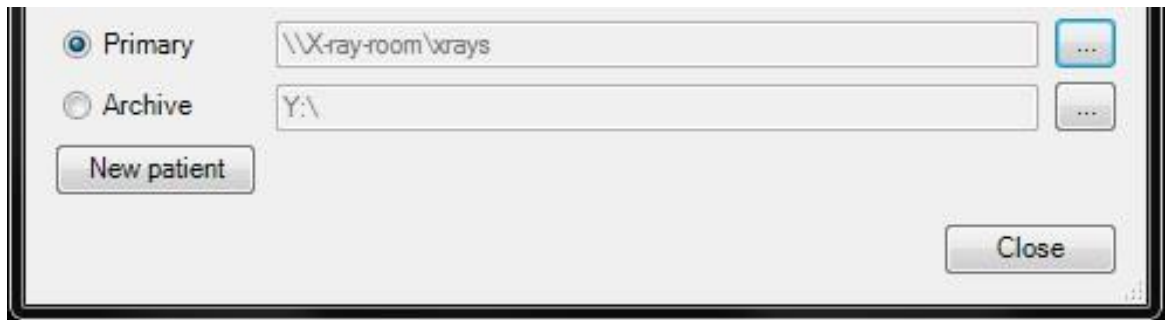 Primary \\X-ray-room\xrays ...
Archive Y:\ ...
New patient
Close